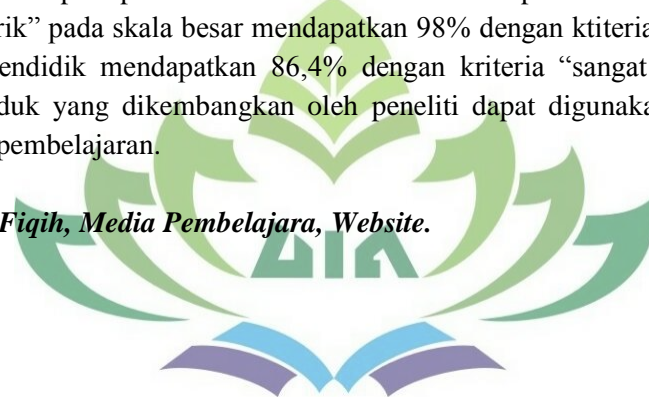 rik” pada skala besar mendapatkan 98% dengan ktiteria
endidik mendapatkan 86,4% dengan kriteria “sangat
duk yang dikembangkan oleh peneliti dapat digunaka
pembelajaran.
Fiqih, Media Pembelajara, Website.